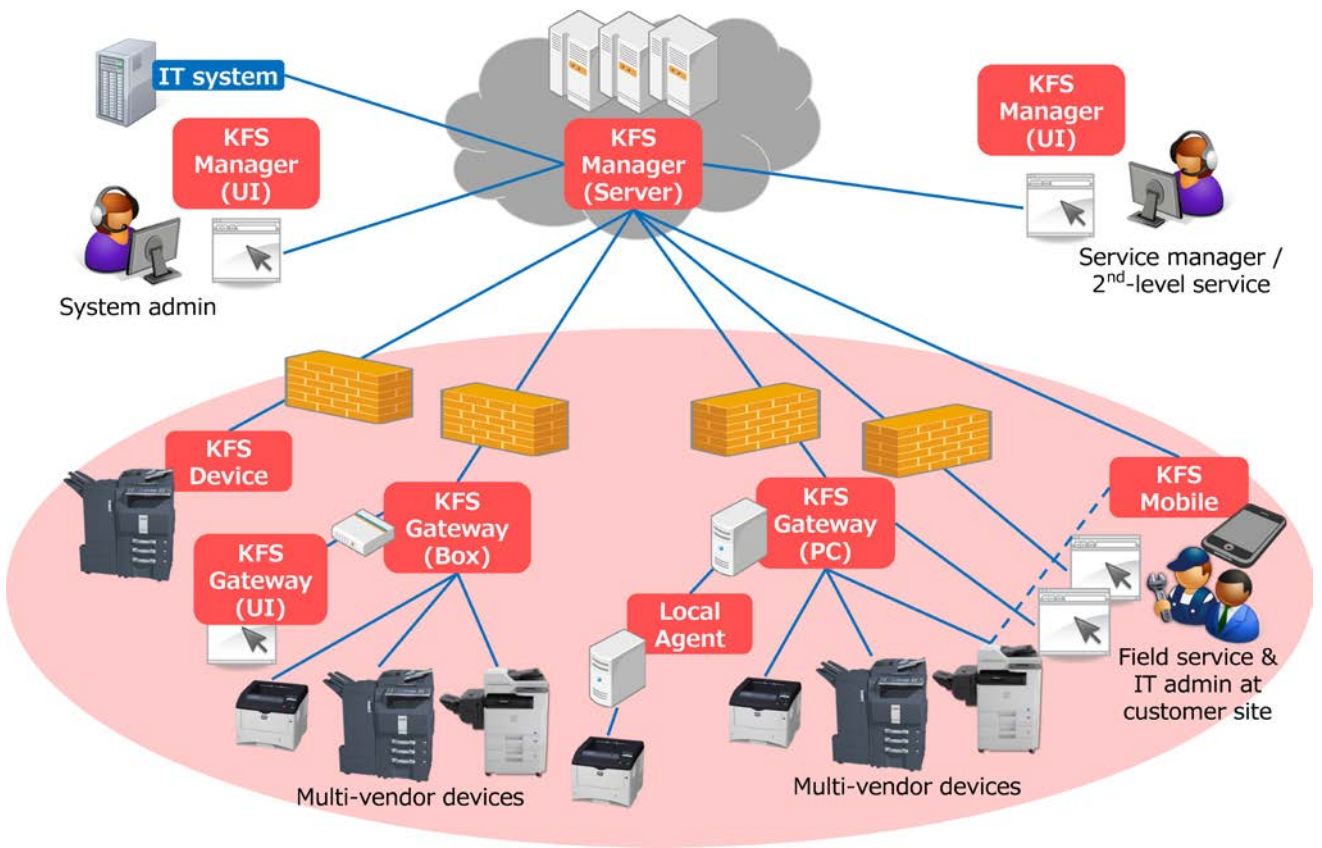 IT system
KFS
Manager
(UI)
System admin
KFS
Manager
(Server)
KFS
Manager
(UI)
Service manager /
2nd-level service
KFS
Device
KFS
Gateway
(Box)
KFS
Gateway
(UI)
Multi-vendor devices
KFS
Gateway
(PC)
Local
Agent
Multi-vendor devices
KFS
Mobile
Field service &
IT admin at
customer site